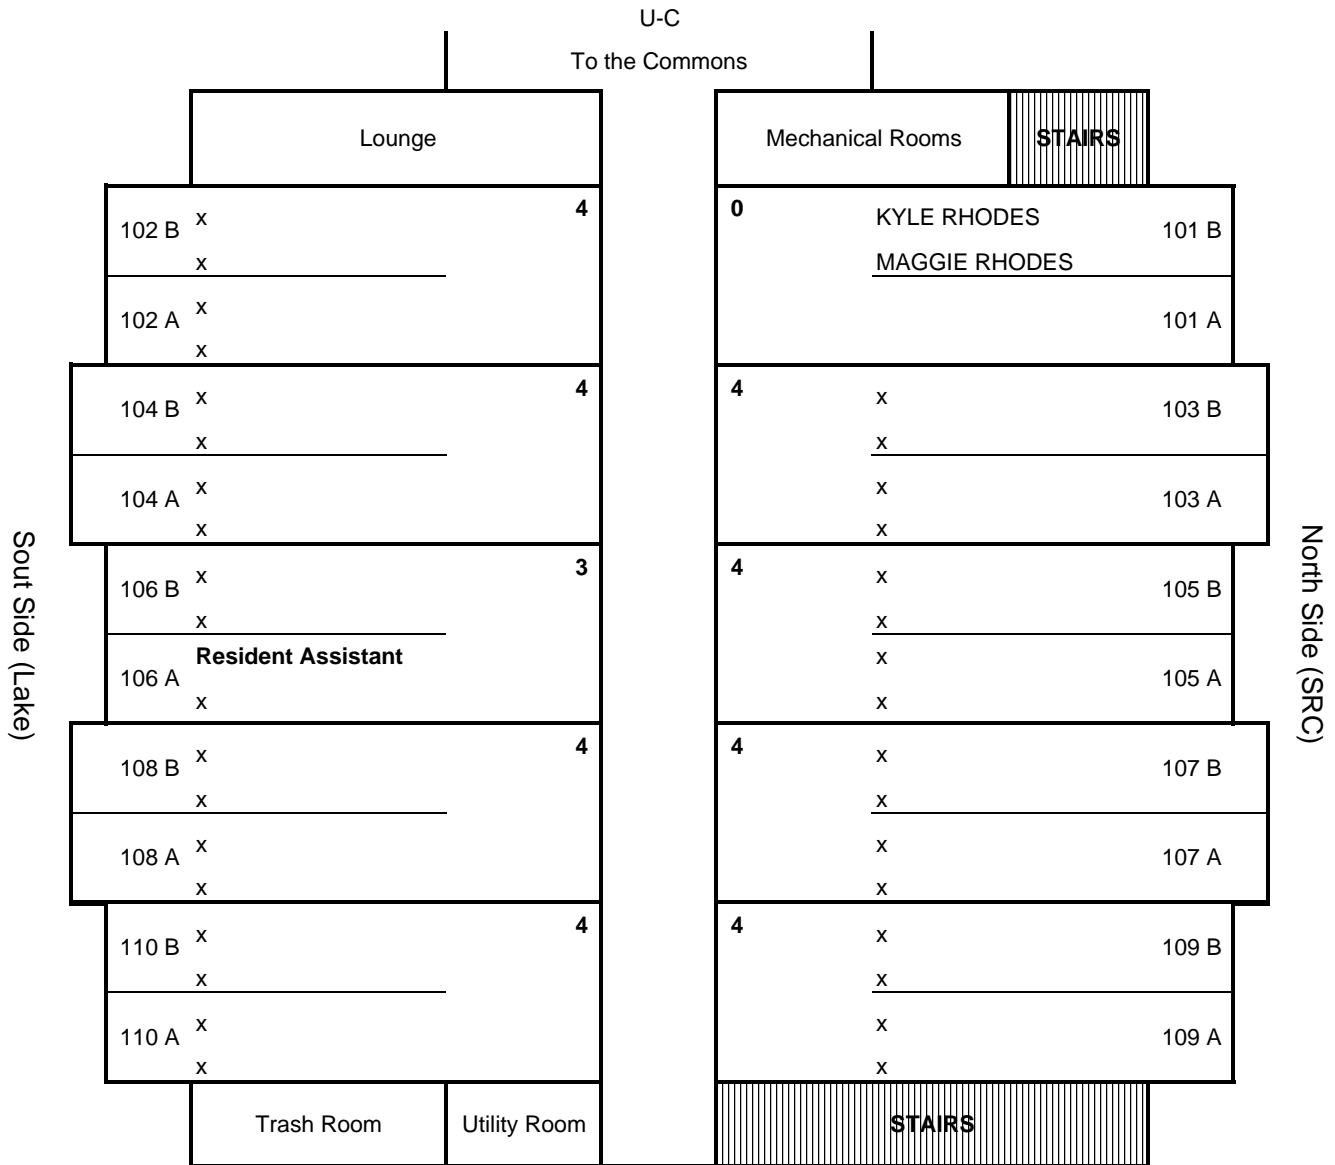 U-C
To the Commons
Lounge
Mechanical Rooms
STAIRS
102 B
x
x
4
102 A
x
x
0
KYLE RHODES
MAGGIE RHODES
101 B
101 A
104 B
x
x
4
104 A
x
x
4
x
x
103 B
x
x
103 A
106 B
x
x
3
106 A
Resident Assistant
x
4
x
x
105 B
x
x
105 A
108 B
x
x
4
108 A
x
x
4
x
x
107 B
x
x
107 A
110 B
x
x
4
110 A
x
x
4
x
x
109 B
x
x
109 A
Sout Side (Lake)
North Side (SRC)
Trash Room
Utility Room
STAIRS